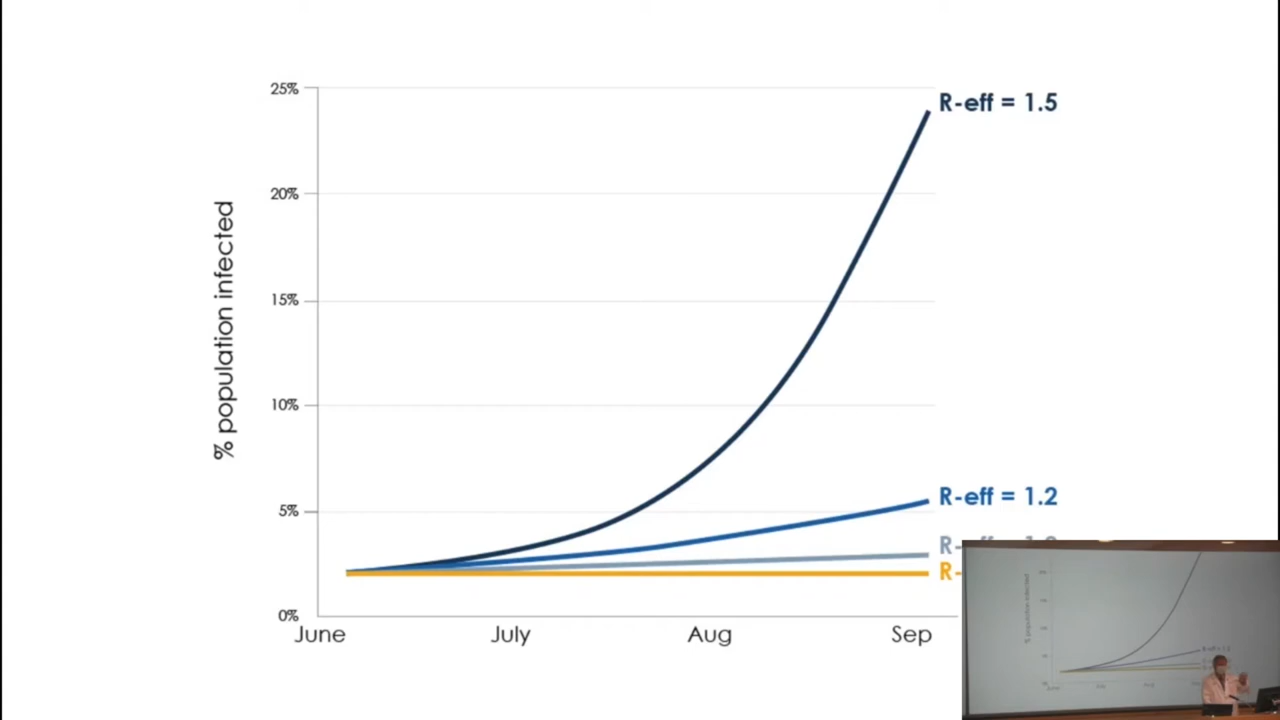 25%
R-eff = 1.5
20%
15%
10%
5%
0%
% population infected
R-eff = 1.2
R-
R-
June
July
Aug
Sep